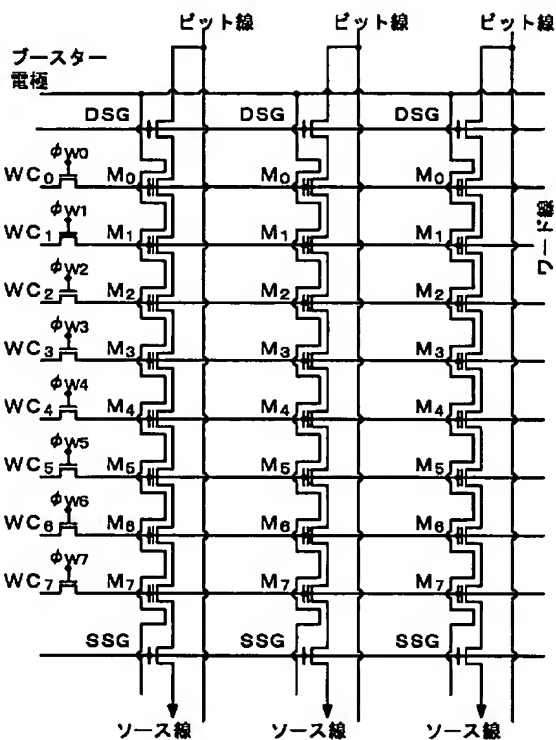 ビット線 ビット線 ビット線
ブースター
電極
DSG DSG DSG
φW0
WC0 M0 M0 M0
φW1
WC1 M1 M1 M1
ワード線
φW2
WC2 M2 M2 M2
φW3
WC3 M3 M3 M3
φW4
WC4 M4 M4 M4
φW5
WC5 M5 M5 M5
φW6
WC6 M6 M6 M6
φW7
WC7 M7 M7 M7
SSG SSG SSG
ソース線 ソース線 ソース線